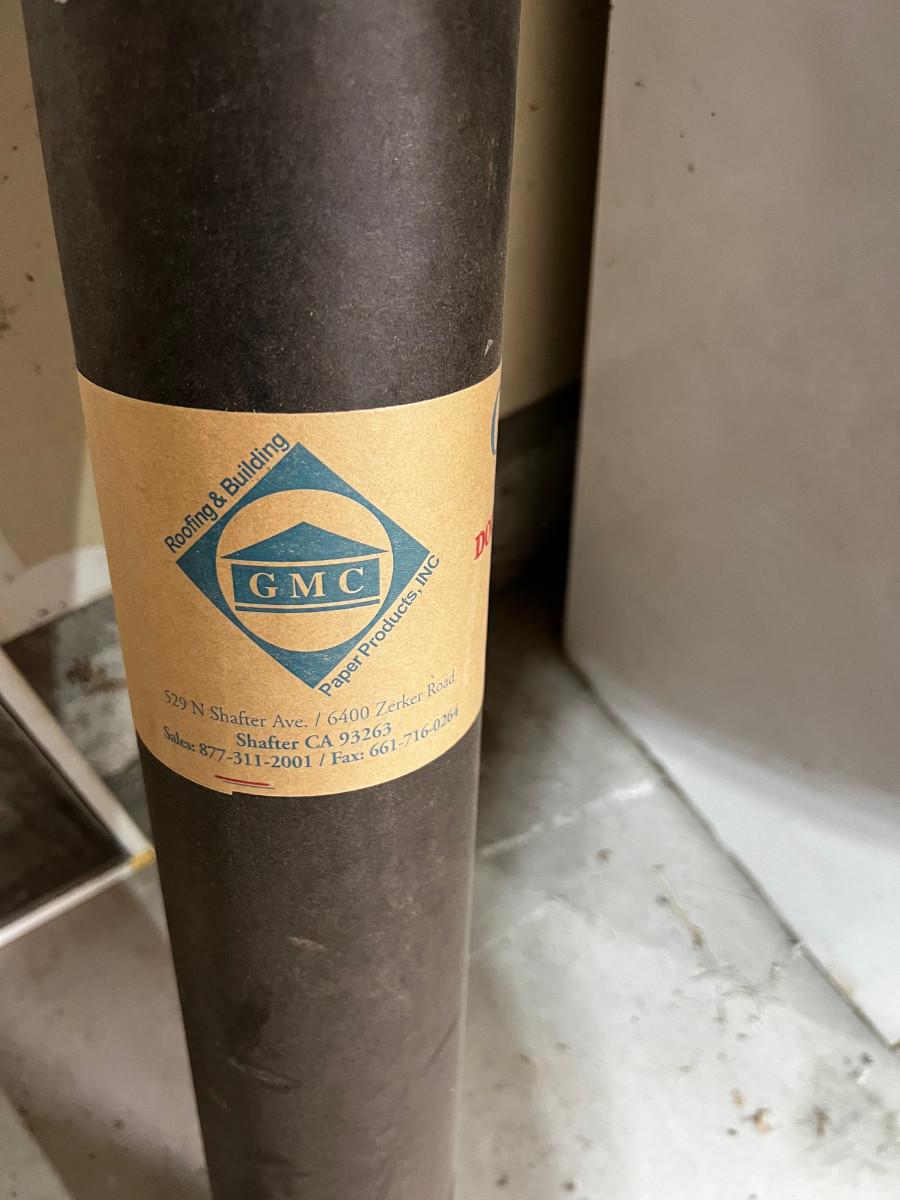 Roofing & Building
GMC
Paper Products, INC
529 N Shafter Ave. / 6400 Zerker Road
Shafter CA 93263
Sales: 877-311-2001 / Fax: 661-716-0264